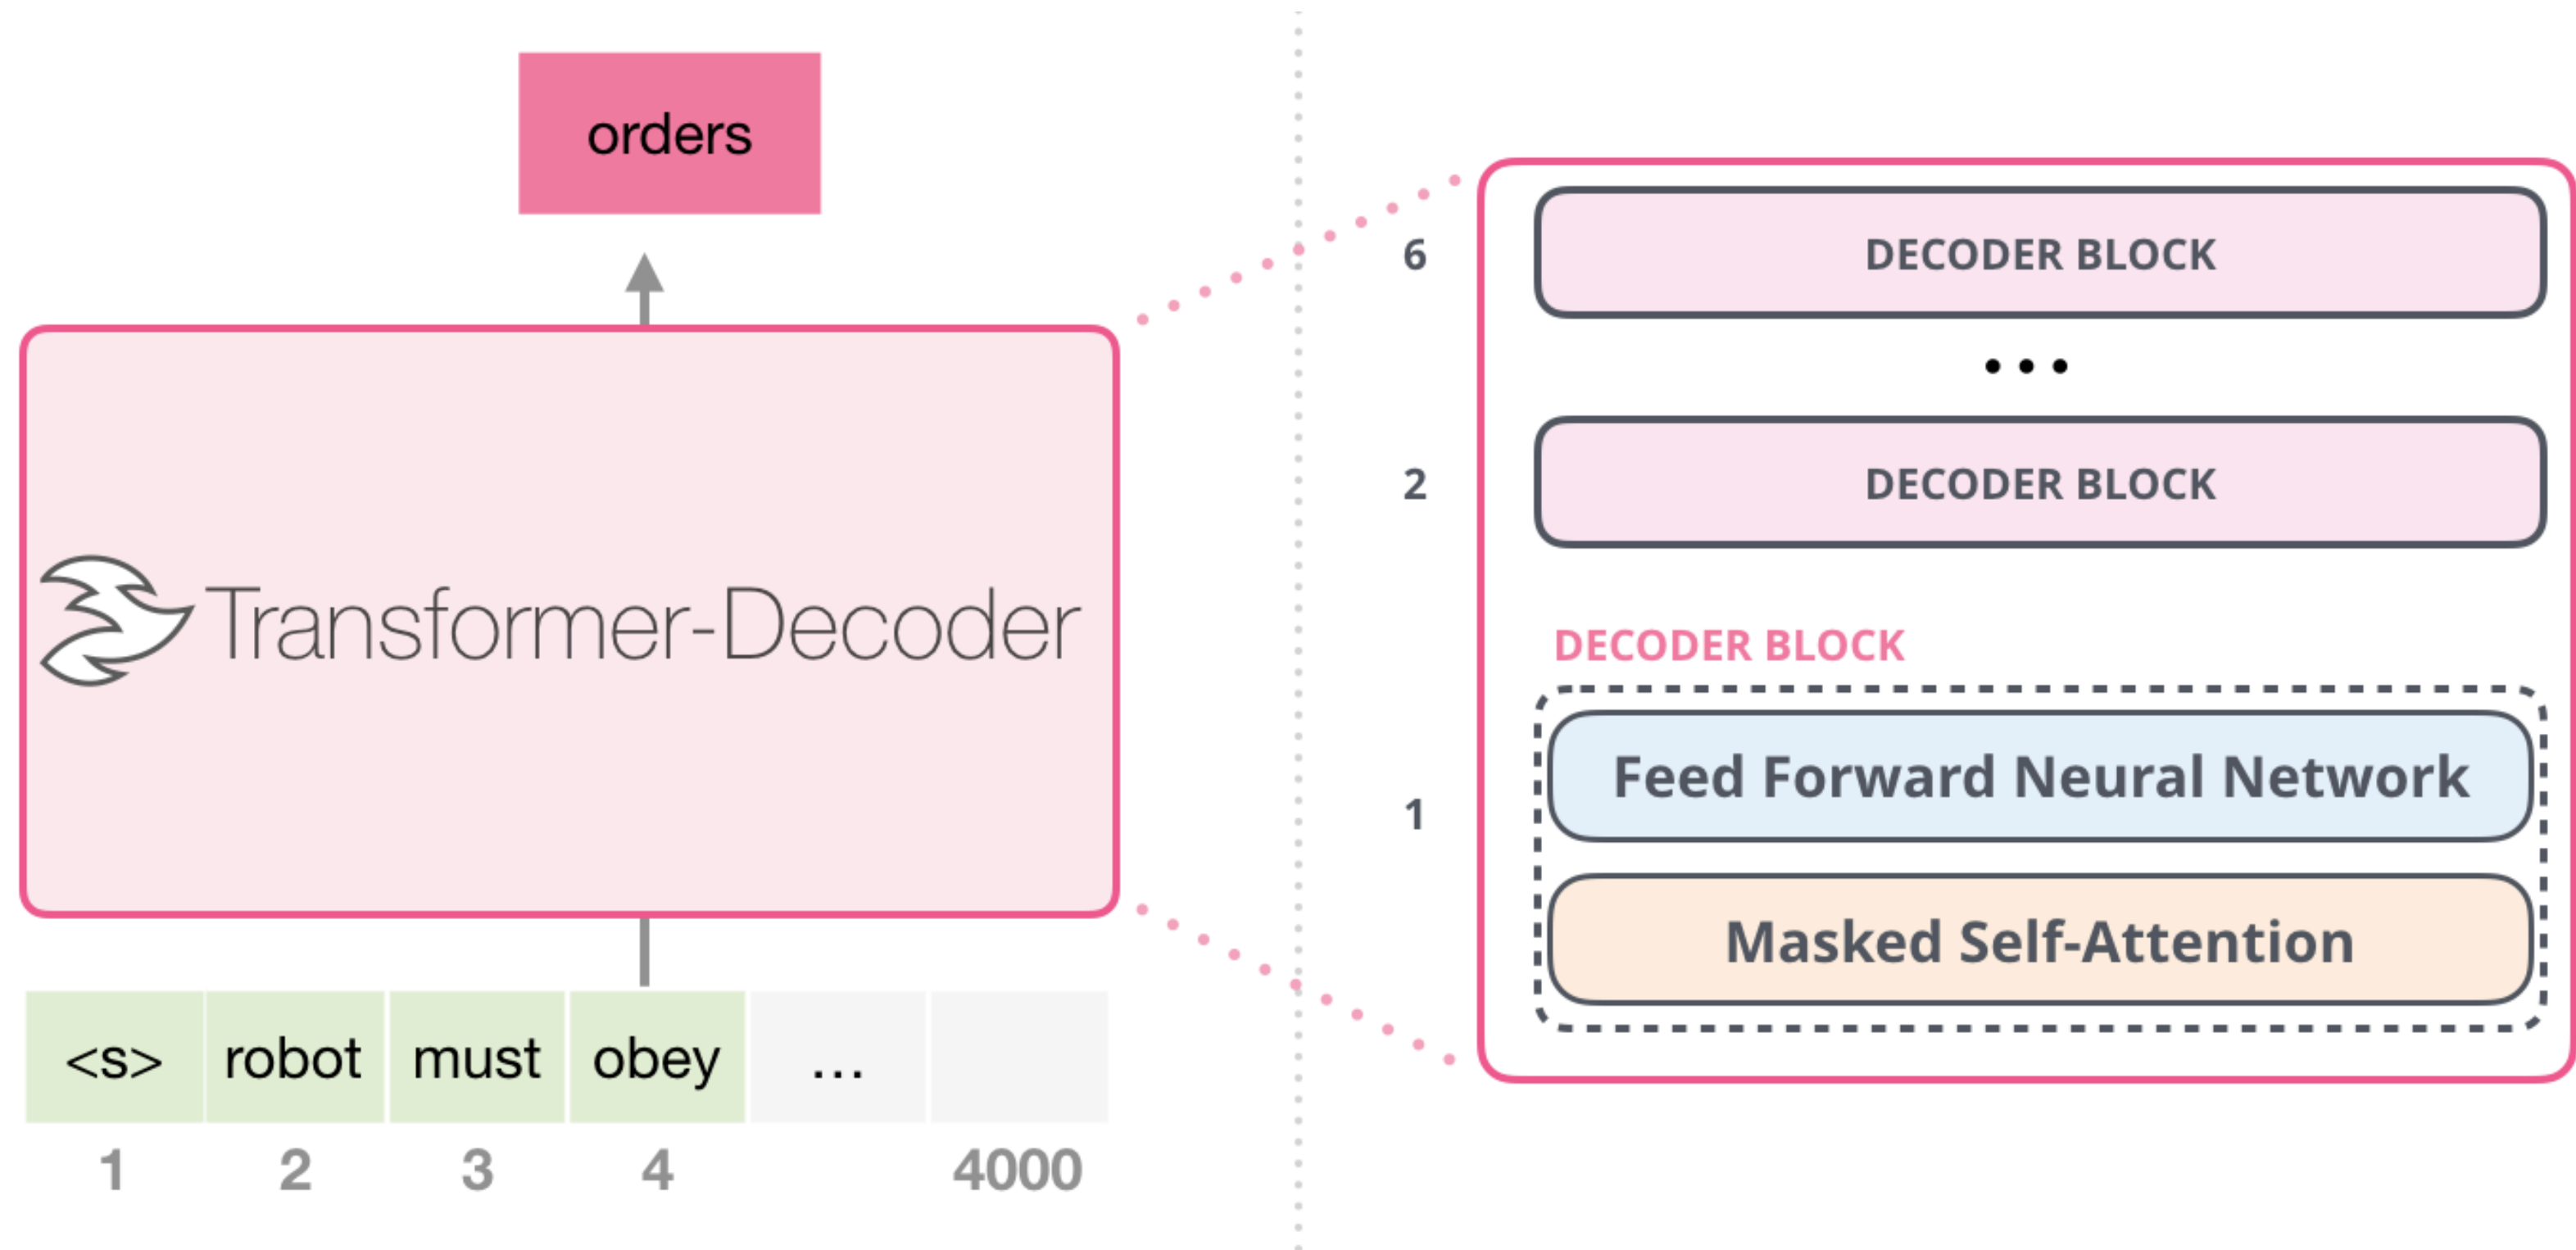 orders
Transformer-Decoder
<s> robot must obey ...
1 2 3 4 4000
6 DECODER BLOCK
...
2 DECODER BLOCK
DECODER BLOCK
Feed Forward Neural Network
1
Masked Self-Attention